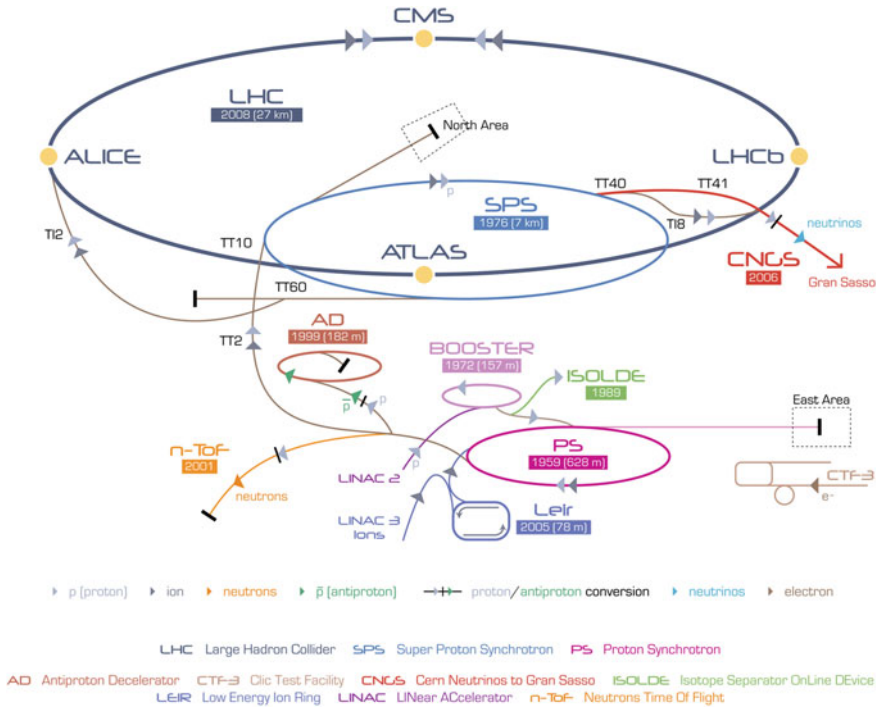 CMS
LHC
2008 (27 km)
North Area
ALICE
LHCb
TT40
TT41
p
SPS
1976 (7 km)
TI8
neutrinos
TI2
TT10
ATLAS
CNGS
2006
Gran Sasso
TT60
AD
1999 (182 m)
TT2
BOOSTER
1972 (157 m)
ISOLDE
1989
p̅
p
East Area
n-ToF
2001
PS
1959 (628 m)
LINAC 2
p
neutrons
CTF-3
e-
LINAC 3
Ions
Leir
2005 (78 m)
p (proton) ion neutrons p̅ (antiproton) proton/antiproton conversion neutrinos electron
LHC Large Hadron Collider SPS Super Proton Synchrotron PS Proton Synchrotron
AD Antiproton Decelerator CTF-3 Clic Test Facility CNGS Cern Neutrinos to Gran Sasso ISOLDE Isotope Separator OnLine DEvice
LEIR Low Energy Ion Ring LINAC LINear ACcelerator n-ToF Neutrons Time Of Flight